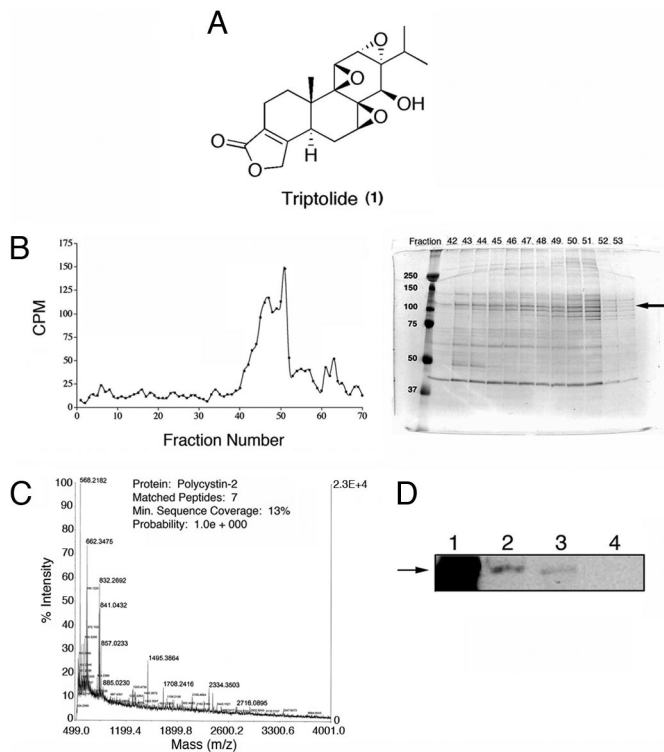 A
O
O
OH
O
O
O
H
Triptolide (1)
B
175
150
125
100
75
50
25
0
CPM
0 10 20 30 40 50 60 70
Fraction Number
Fraction 42 43 44 45 46 47 48 49 50 51 52 53
250
150
100
75
50
37
C
100
90
80
70
60
50
40
30
20
10
0
% Intensity
568.2182
662.3475
832.2692
841.0432
857.0233
885.0230
1495.3864
1708.2416
2334.3503
2716.0895
Protein: Polycystin-2
Matched Peptides: 7
Min. Sequence Coverage: 13%
Probability: 1.0e + 000
2.3E+4
0
499.0 1199.4 1899.8 2600.2 3300.6 4001.0
Mass (m/z)
D
1 2 3 4